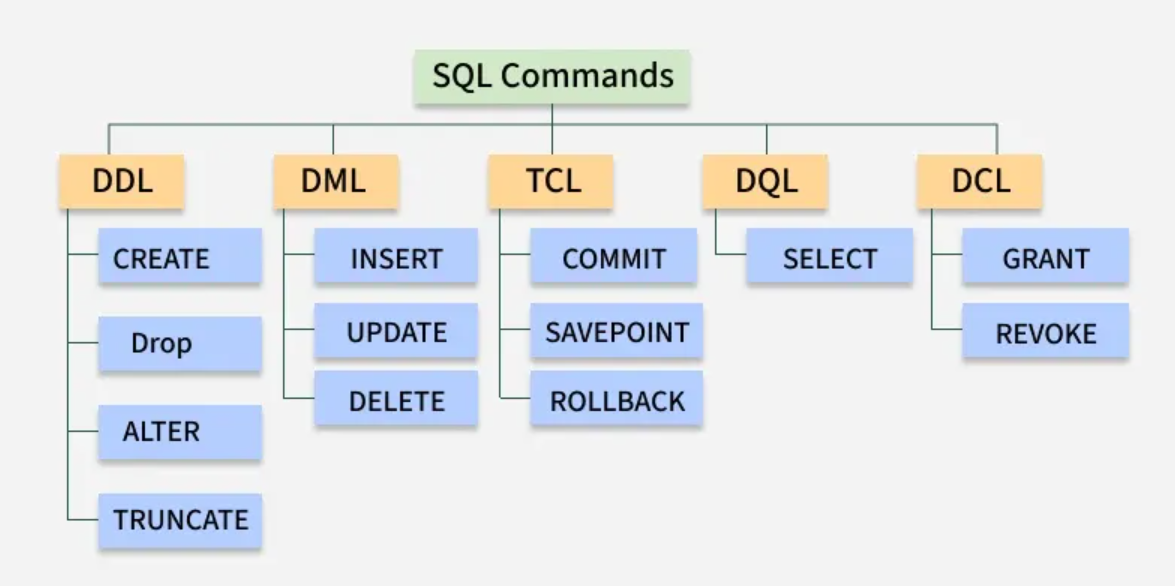 SQL Commands
DDL
DML
TCL
DQL
DCL
CREATE
INSERT
COMMIT
SELECT
GRANT
Drop
UPDATE
SAVEPOINT
REVOKE
ALTER
DELETE
ROLLBACK
TRUNCATE